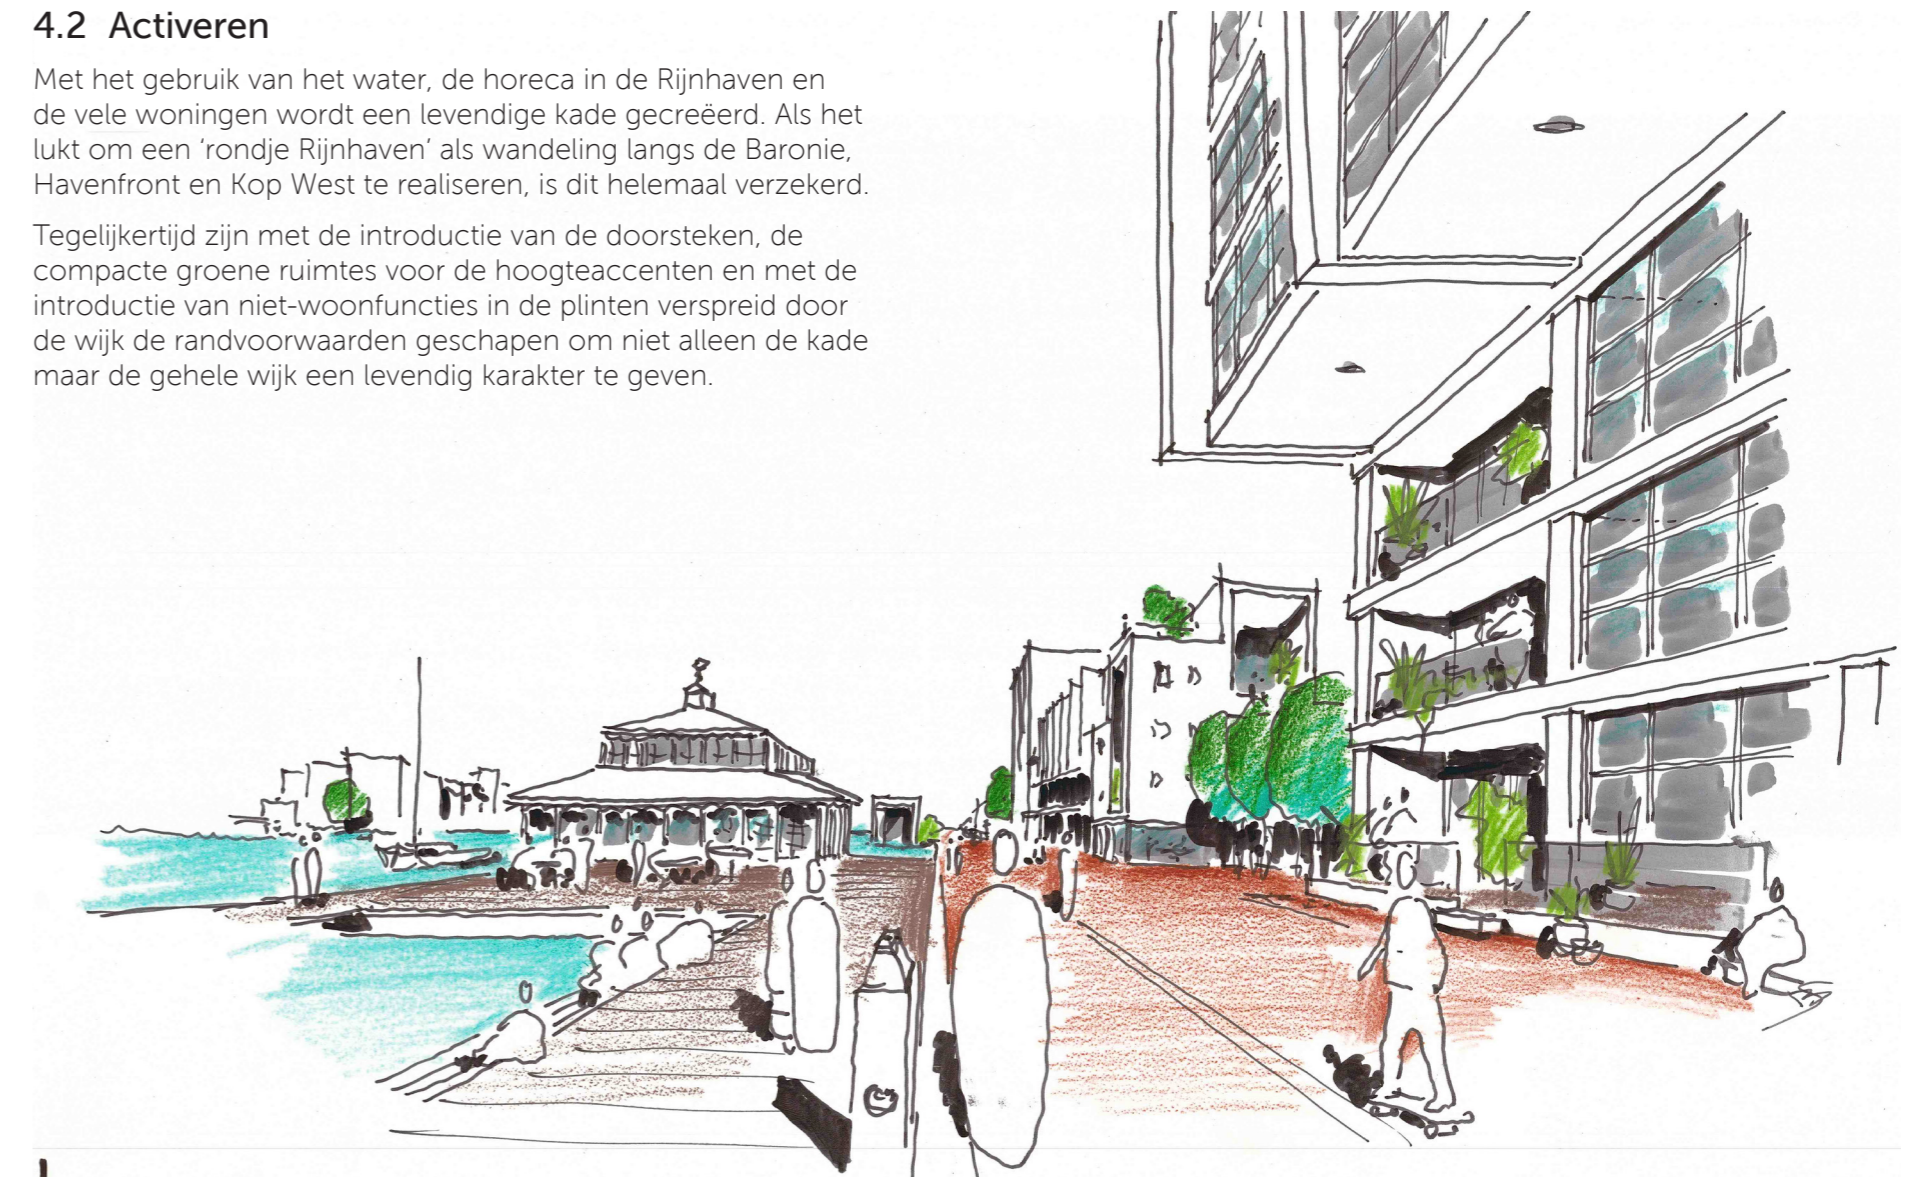 4.2 Activeren
Met het gebruik van het water, de horeca in de Rijnhaven en
de vele woningen wordt een levendige kade gecreëerd. Als het
lukt om een ‘rondje Rijnhaven’ als wandeling langs de Baronie,
Havenfront en Kop West te realiseren, is dit helemaal verzekerd.
Tegelijkertijd zijn met de introductie van de doorsteken, de
compacte groene ruimtes voor de hoogteaccenten en met de
introductie van niet-woonfuncties in de plinten verspreid door
de wijk de randvoorwaarden geschapen om niet alleen de kade
maar de gehele wijk een levendig karakter te geven.